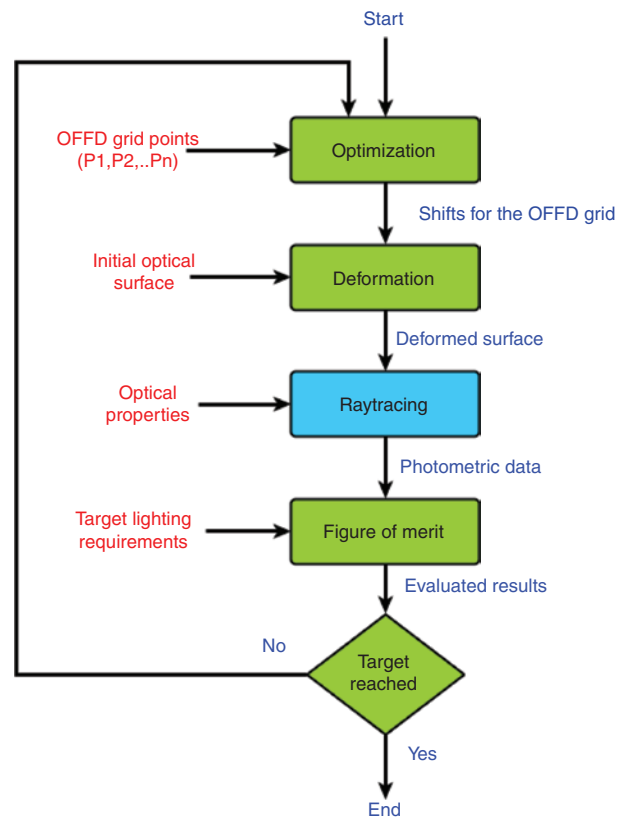 Start
OFFD grid points
(P1,P2,..Pn)
Optimization
Shifts for the OFFD grid
Initial optical
surface
Deformation
Deformed surface
Optical
properties
Raytracing
Photometric data
Target lighting
requirements
Figure of merit
Evaluated results
No
Target
reached
Yes
End